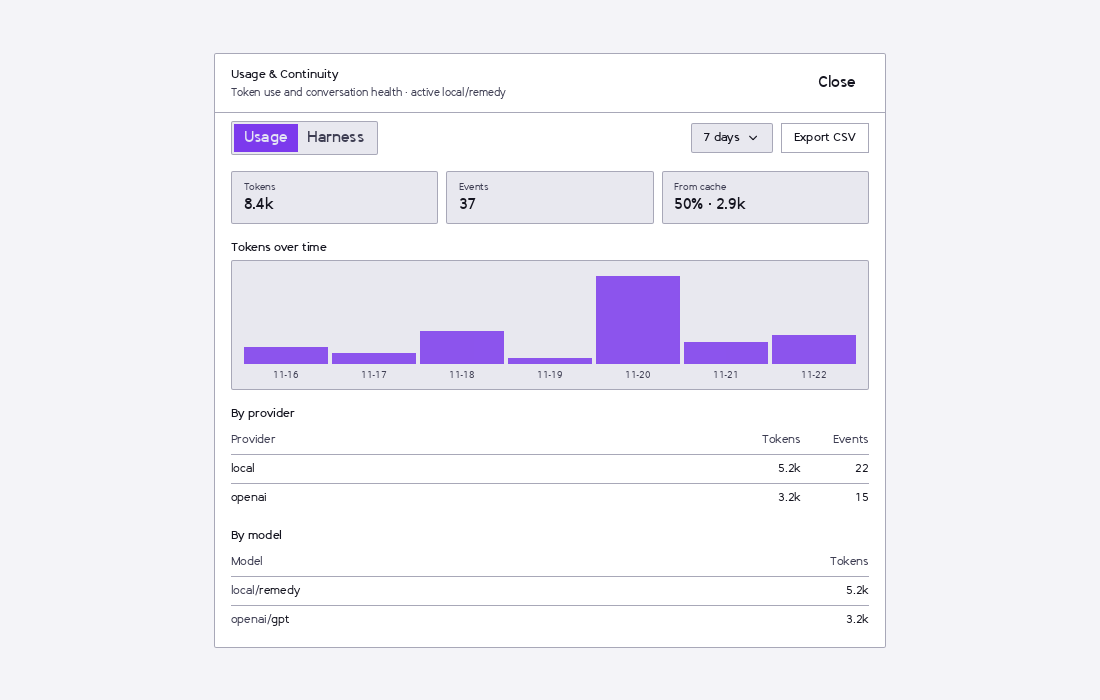 Usage & Continuity
Token use and conversation health · active local/remedy
Close
Usage Harness
7 days
Export CSV
Tokens
8.4k
Events
37
From cache
50% · 2.9k
Tokens over time
11-16 11-17 11-18 11-19 11-20 11-21 11-22
By provider
Provider Tokens Events
local 5.2k 22
openai 3.2k 15
By model
Model Tokens
local/remedy 5.2k
openai/gpt 3.2k